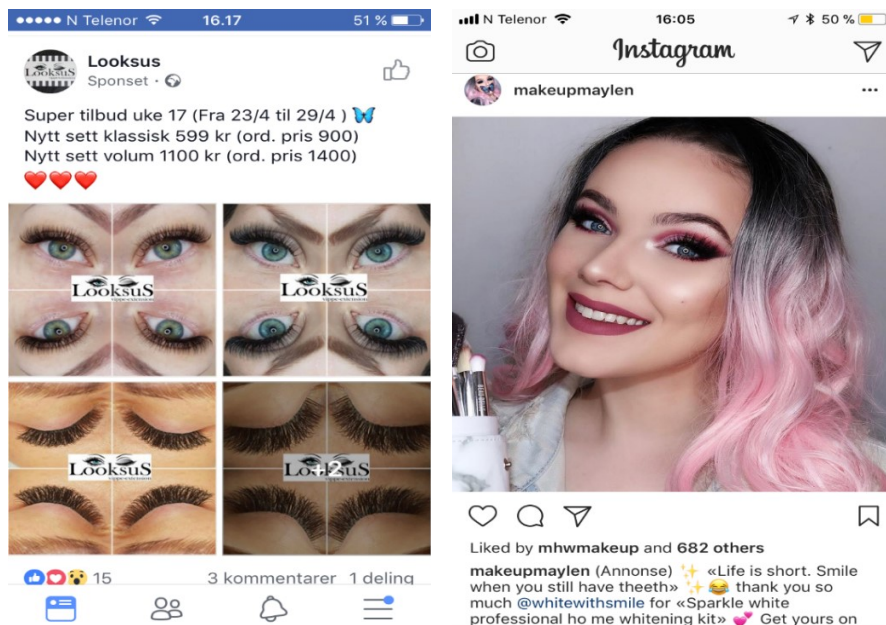 N Telenor 16.17 51 %
Looksus
Sponset
Super tilbud uke 17 (Fra 23/4 til 29/4 )
Nytt sett klassisk 599 kr (ord. pris 900)
Nytt sett volum 1100 kr (ord. pris 1400)
LooksuS LooksuS
LooksuS LooksuS
+2
15 3 kommentarer 1 deling
N Telenor 16:05 50 %
Instagram
makeupmaylen
Liked by mhwmakeup and 682 others
makeupmaylen (Annonse) «Life is short. Smile
when you still have theeth» thank you so
much @whitewithsmile for «Sparkle white
professional ho me whitening kit» Get yours on